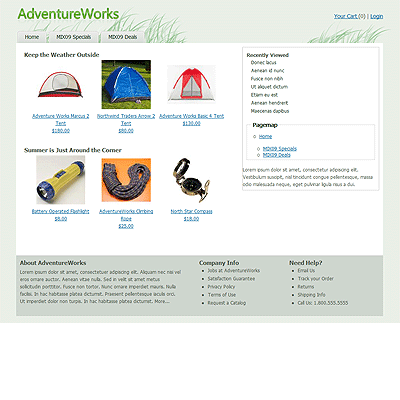 AdventureWorks
Your Cart (0) | Login
Home MIX09 Specials MIX09 Deals
Keep the Weather Outside
Adventure Works Marcus 2 Tent
$180.00
Northwind Traders Arrow 2 Tent
$80.00
Adventure Works Basic 4 Tent
$130.00
Summer is Just Around the Corner
Battery Operated Flashlight
$8.00
AdventureWorks Climbing Rope
$25.00
North Star Compass
$18.00
Recently Viewed
Donec lacus
Aenean id nunc
Fusce non nibh
Ut aliquet dictum
Etiam eu est
Aenean hendrerit
Maecenas dapibus
Pagemap
Home
MIX09 Specials
MIX09 Deals
Lorem ipsum dolor sit amet, consectetur adipiscing elit. Vestibulum suscipit, nisl ut condimentum pellentesque, massa odio malesuada neque, eget pulvinar ligula risus a dui.
About AdventureWorks
Lorem ipsum dolor sit amet, consectetur adipiscing elit. Aliquam nec nisi vel eros ornare auctor. Aenean vitae nulla. Sed in velit sit amet metus sollicitudin porttitor. Fusce non tortor. Nunc ornare imperdiet mauris. Nulla facilisi. In hac habitasse platea dictumst. Praesent pellentesque iaculis orci. Ut imperdiet dolor non turpis. In hac habitasse platea dictumst. More...
Company Info
Jobs at AdventureWorks
Satisfaction Guarantee
Privacy Policy
Terms of Use
Request a Catalog
Need Help?
Email Us
Track your Order
Returns
Shipping Info
Call Us: 1.800.555.5555